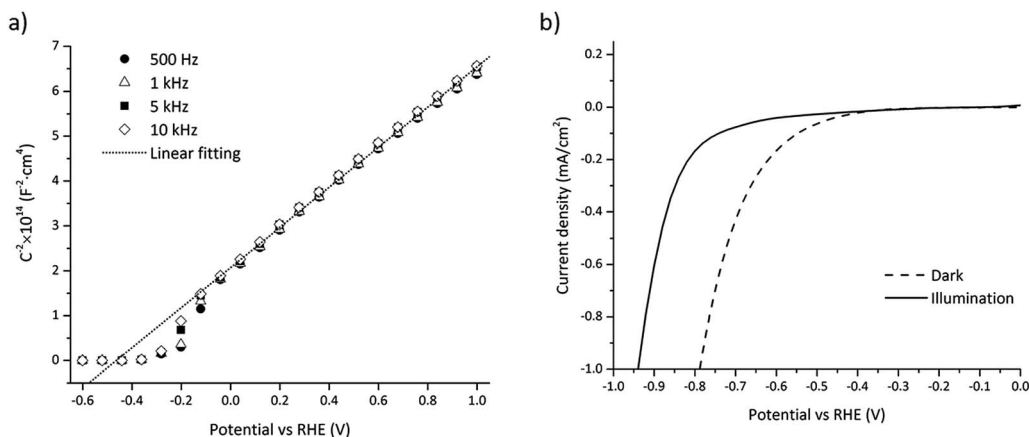 a)
500 Hz
1 kHz
5 kHz
10 kHz
Linear fitting
C⁻²×10¹⁴ (F⁻²·cm⁴)
7
6
5
4
3
2
1
0
-0.6 -0.4 -0.2 0.0 0.2 0.4 0.6 0.8 1.0
Potential vs RHE (V)
b)
Current density (mA/cm²)
0.2
0.0
-0.2
-0.4
-0.6
-0.8
-1.0
Dark
Illumination
-1.0 -0.9 -0.8 -0.7 -0.6 -0.5 -0.4 -0.3 -0.2 -0.1 0.0
Potential vs RHE (V)